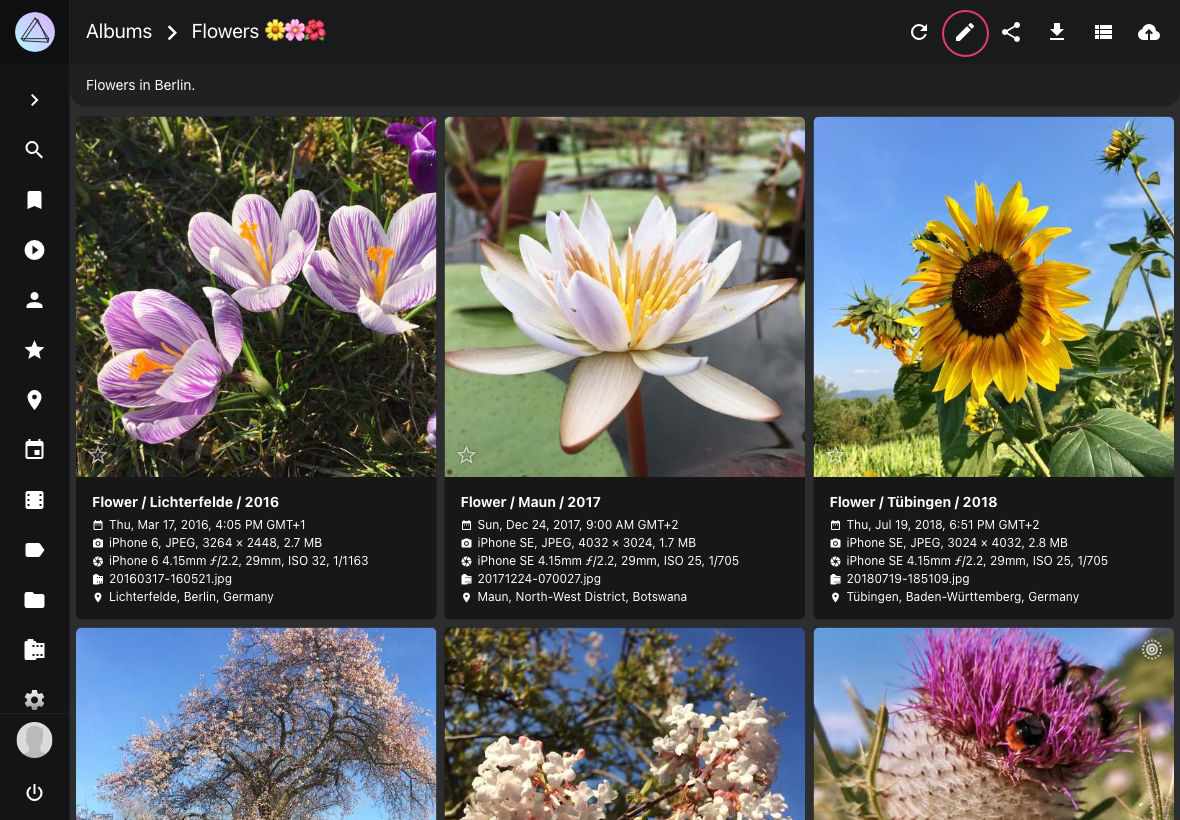 Albums > Flowers 🌼🌸🌺
Flowers in Berlin.
Flower / Lichterfelde / 2016
Thu, Mar 17, 2016, 4:05 PM GMT+1
iPhone 6, JPEG, 3264 × 2448, 2.7 MB
iPhone 6 4.15mm ƒ/2.2, 29mm, ISO 32, 1/1163
20160317-160521.jpg
Lichterfelde, Berlin, Germany
Flower / Maun / 2017
Sun, Dec 24, 2017, 9:00 AM GMT+2
iPhone SE, JPEG, 4032 × 3024, 1.7 MB
iPhone SE 4.15mm ƒ/2.2, 29mm, ISO 25, 1/705
20171224-070027.jpg
Maun, North-West District, Botswana
Flower / Tübingen / 2018
Thu, Jul 19, 2018, 6:51 PM GMT+2
iPhone SE, JPEG, 3024 × 4032, 2.8 MB
iPhone SE 4.15mm ƒ/2.2, 29mm, ISO 25, 1/705
20180719-185109.jpg
Tübingen, Baden-Württemberg, Germany